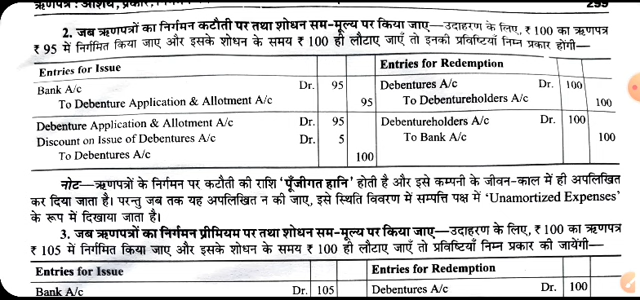 ऋणपत्र : आशय, प्रकार, निर्गमन
299
2. जब ऋणपत्रों का निर्गमन कटौती पर तथा शोधन सम-मूल्य पर किया जाए—उदाहरण के लिए, ₹ 100 का ऋणपत्र
₹ 95 में निर्गमित किया जाए और इसके शोधन के समय ₹ 100 ही लौटाए जाएँ तो इनकी प्रविष्टियाँ निम्न प्रकार होंगी—
Entries for Issue Entries for Redemption
Bank A/c Dr. 95 Debentures A/c Dr. 100
To Debenture Application & Allotment A/c 95 To Debentureholders A/c 100
Debenture Application & Allotment A/c Dr. 95 Debentureholders A/c Dr. 100
Discount on Issue of Debentures A/c Dr. 5 To Bank A/c 100
To Debentures A/c 100
नोट—ऋणपत्रों के निर्गमन पर कटौती की राशि 'पूँजीगत हानि' होती है और इसे कम्पनी के जीवन-काल में ही अपलिखित
कर दिया जाता है। परन्तु जब तक यह अपलिखित न की जाए, इसे स्थिति विवरण में सम्पत्ति पक्ष में 'Unamortized Expenses'
के रूप में दिखाया जाता है।
3. जब ऋणपत्रों का निर्गमन प्रीमियम पर तथा शोधन सम-मूल्य पर किया जाए—उदाहरण के लिए, ₹ 100 का ऋणपत्र
₹ 105 में निर्गमित किया जाए और इसके शोधन के समय ₹ 100 ही लौटाए जाएँ तो प्रविष्टियाँ निम्न प्रकार की जायेंगी—
Entries for Issue Entries for Redemption
Bank A/c Dr. 105 Debentures A/c Dr. 100